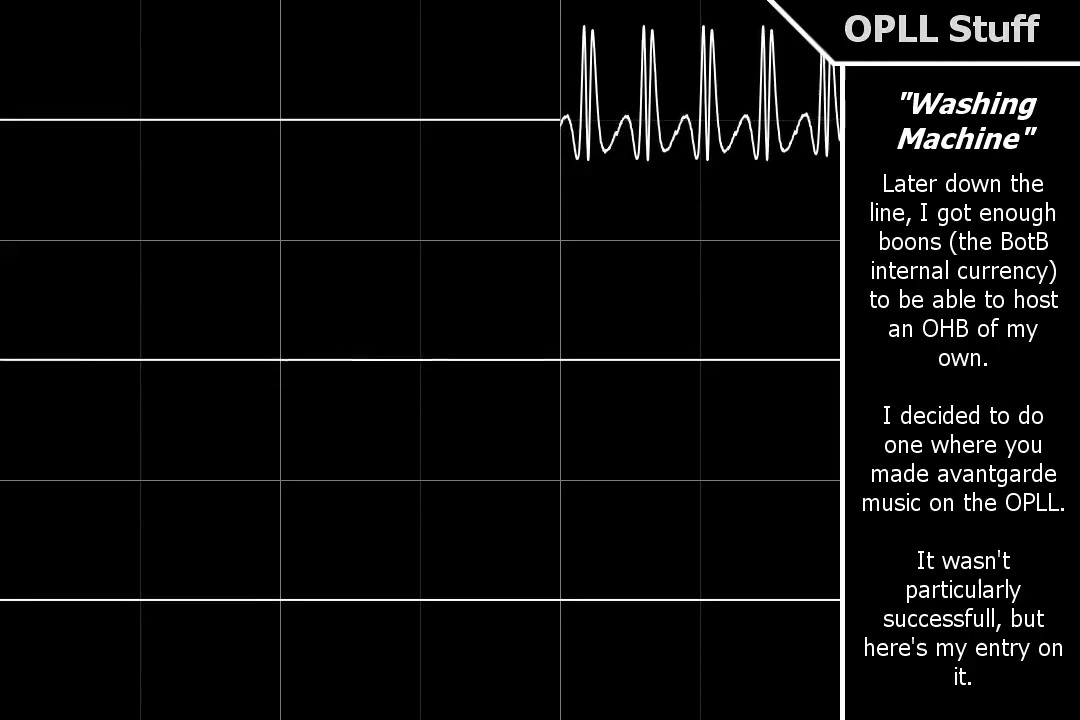 OPLL Stuff
"Washing
Machine"
Later down the
line, I got enough
boons (the BotB
internal currency)
to be able to host
an OHB of my
own.
I decided to do
one where you
made avantgarde
music on the OPLL.
It wasn't
particularly
successfull, but
here's my entry on
it.